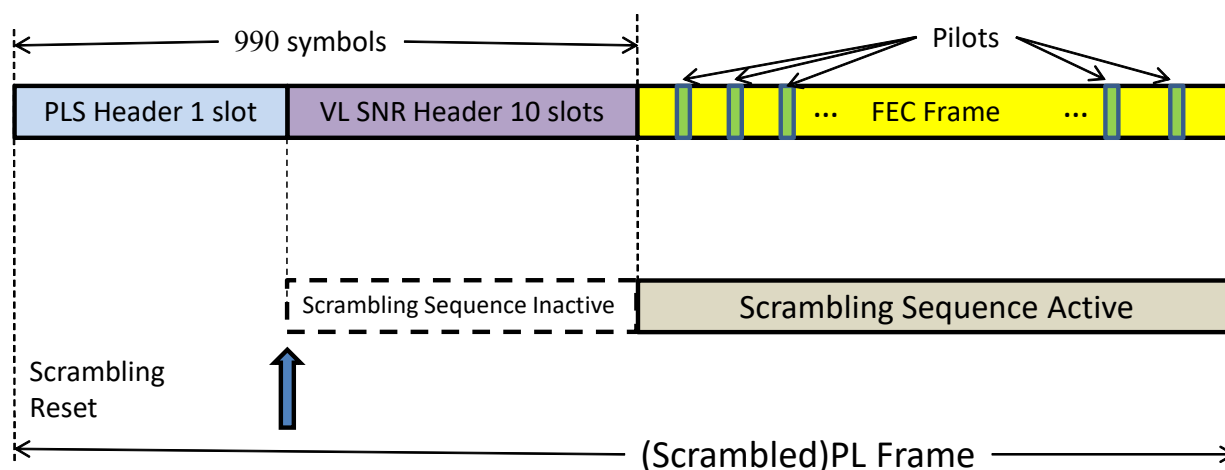 990 symbols
Pilots
PLS Header 1 slot
VL SNR Header 10 slots
... FEC Frame ...
Scrambling Sequence Inactive
Scrambling Sequence Active
Scrambling
Reset
(Scrambled)PL Frame